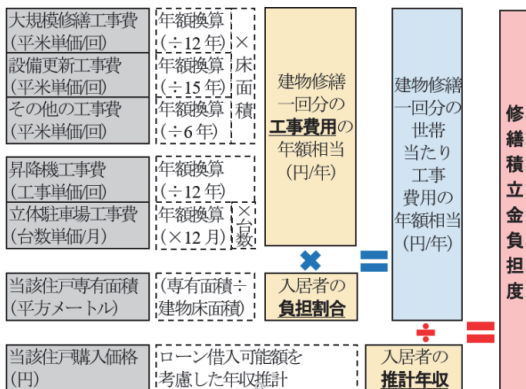 大規模修繕工事費
(平米単価/回)
年額換算
(÷12年)
設備更新工事費
(平米単価/回)
年額換算
(÷15年)
その他の工事費
(平米単価/回)
年額換算
(÷6年)
×
床
面
積
昇降機工事費
(工事単価/回)
年額換算
(÷12年)
立体駐車場工事費
(台数単価/月)
年額換算
(×12月)
×
台
数
建物修繕
一回分の
工事費用の
年額相当
(円/年)
建物修繕
一回分の
世帯
当たり
工事
費用の
年額相当
(円/年)
修繕積立金負担度
×
=
当該住戸専有面積
(平方メートル)
(専有面積÷
建物床面積)
入居者の
負担割合
÷
=
当該住戸購入価格
(円)
ローン借入可能額を
考慮した年収推計
入居者の
推計年収